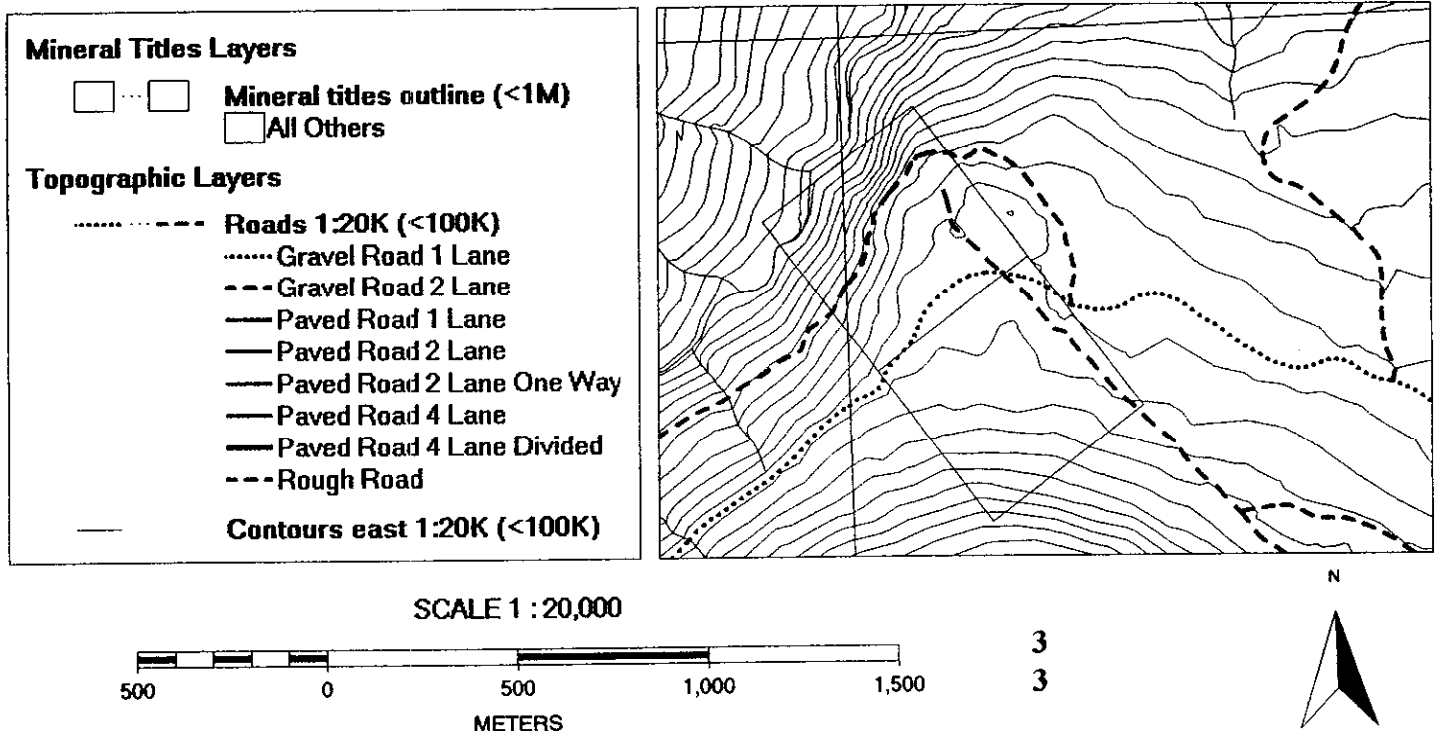 Mineral Titles Layers
Mineral titles outline (<1M)
All Others
Topographic Layers
Roads 1:20K (<100K)
Gravel Road 1 Lane
Gravel Road 2 Lane
Paved Road 1 Lane
Paved Road 2 Lane
Paved Road 2 Lane One Way
Paved Road 4 Lane
Paved Road 4 Lane Divided
Rough Road
Contours east 1:20K (<100K)
N
SCALE 1 : 20,000
500 0 500 1,000 1,500
METERS
3
3